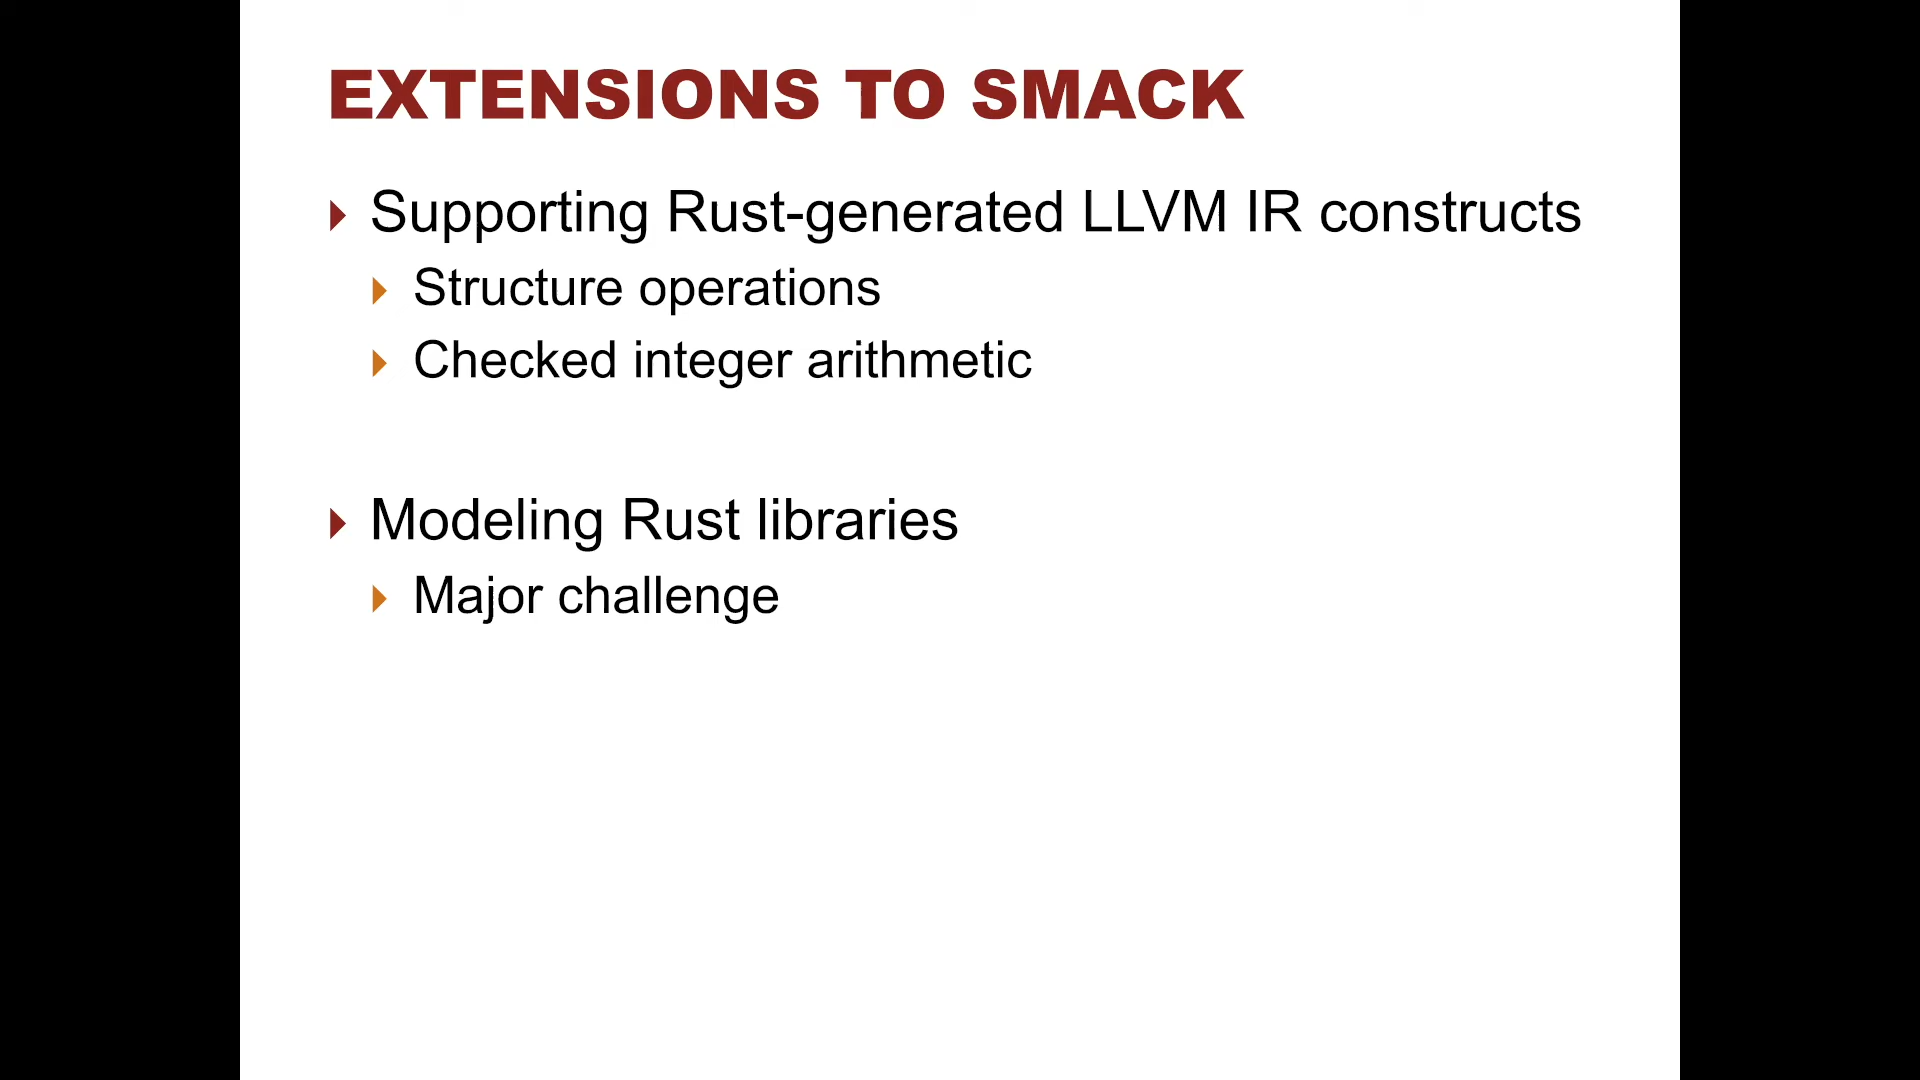 EXTENSIONS TO SMACK
Supporting Rust-generated LLVM IR constructs
Structure operations
Checked integer arithmetic
Modeling Rust libraries
Major challenge